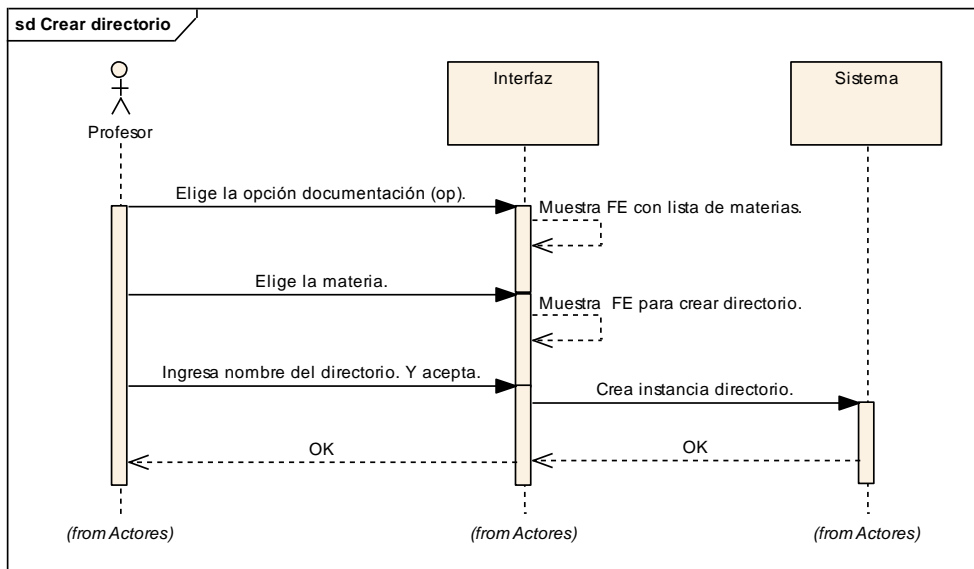 sd Crear directorio
Profesor
Interfaz
Sistema
Elige la opción documentación (op).
Muestra FE con lista de materias.
Elige la materia.
Muestra FE para crear directorio.
Ingresa nombre del directorio. Y acepta.
Crea instancia directorio.
OK
OK
(from Actores)
(from Actores)
(from Actores)